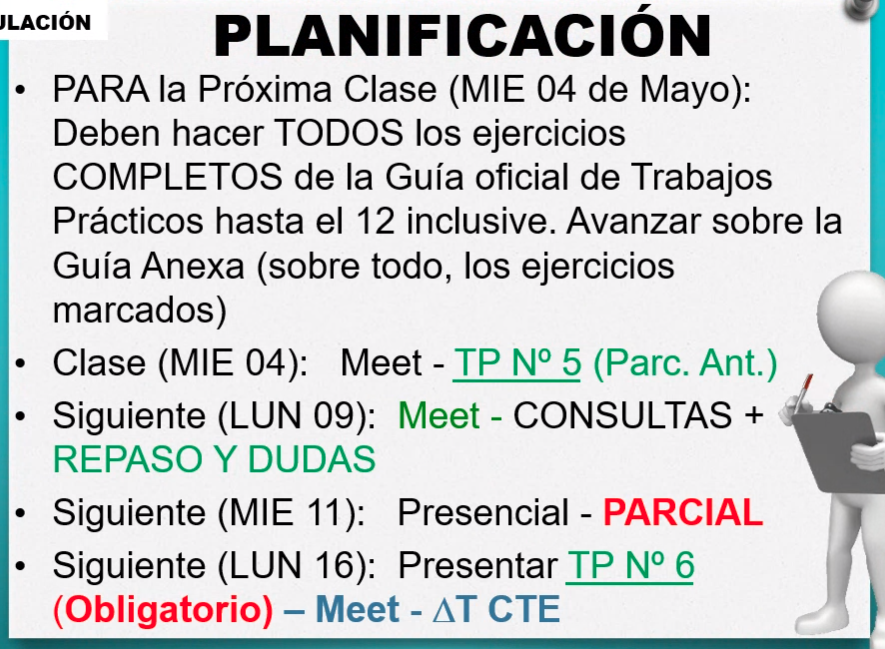 PLANIFICACIÓN
• PARA la Próxima Clase (MIE 04 de Mayo):
Deben hacer TODOS los ejercicios
COMPLETOS de la Guía oficial de Trabajos
Prácticos hasta el 12 inclusive. Avanzar sobre la
Guía Anexa (sobre todo, los ejercicios
marcados)
• Clase (MIE 04): Meet - TP Nº 5 (Parc. Ant.)
• Siguiente (LUN 09): Meet - CONSULTAS +
REPASO Y DUDAS
• Siguiente (MIE 11): Presencial - PARCIAL
• Siguiente (LUN 16): Presentar TP Nº 6
(Obligatorio) – Meet - ∆T CTE